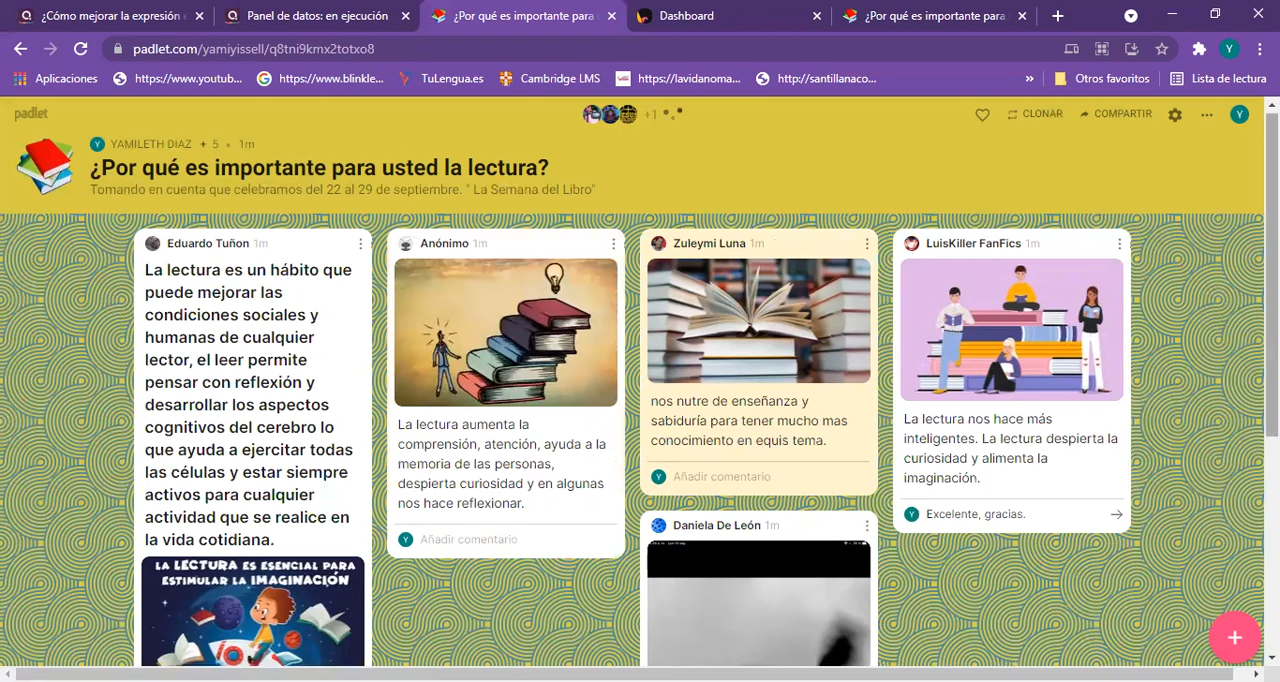 ¿Cómo mejorar la expresión
Panel de datos: en ejecución
¿Por qué es importante para
Dashboard
¿Por qué es importante para
padlet.com/yamiyissell/q8tni9kmx2totxo8
Y
Aplicaciones
https://www.youtub...
https://www.blinkle...
TuLengua.es
Cambridge LMS
https://lavidanoma...
http://santillanaco...
»
Otros favoritos
Lista de lectura
padlet
+1
CLONAR
COMPARTIR
Y
Y YAMILETH DIAZ + 5 • 1m
¿Por qué es importante para usted la lectura?
Tomando en cuenta que celebramos del 22 al 29 de septiembre. " La Semana del Libro"
Eduardo Tuñon 1m
La lectura es un hábito que
puede mejorar las
condiciones sociales y
humanas de cualquier
lector, el leer permite
pensar con reflexión y
desarrollar los aspectos
cognitivos del cerebro lo
que ayuda a ejercitar todas
las células y estar siempre
activos para cualquier
actividad que se realice en
la vida cotidiana.
LA LECTURA ES ESENCIAL PARA
ESTIMULAR LA IMAGINACIÓN
Anónimo 1m
La lectura aumenta la
comprensión, atención, ayuda a la
memoria de las personas,
despierta curiosidad y en algunas
nos hace reflexionar.
Y Añadir comentario
Zuleymi Luna 1m
nos nutre de enseñanza y
sabiduría para tener mucho mas
conocimiento en equis tema.
Y Añadir comentario
Daniela De León 1m
LuisKiller FanFics 1m
La lectura nos hace más
inteligentes. La lectura despierta la
curiosidad y alimenta la
imaginación.
Y Excelente, gracias.